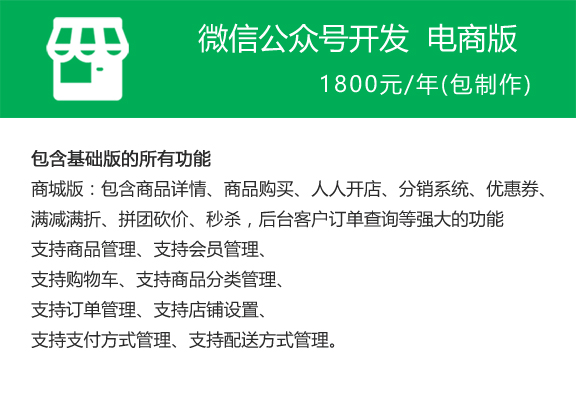 微信公众号开发 电商版
1800元/年(包制作)
包含基础版的所有功能
商城版：包含商品详情、商品购买、人人开店、分销系统、优惠券、
满减满折、拼团砍价、秒杀，后台客户订单查询等强大的功能
支持商品管理、支持会员管理、
支持购物车、支持商品分类管理、
支持订单管理、支持店铺设置、
支持支付方式管理、支持配送方式管理。